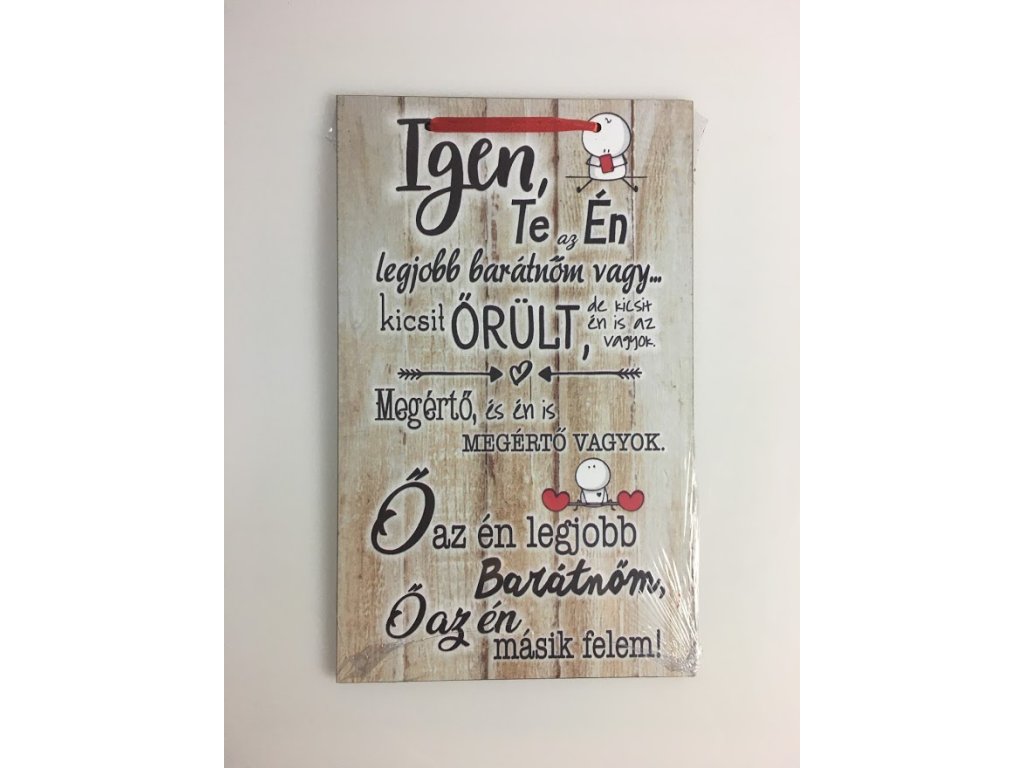 Igen,
Te az Én
legjobb barátnőm vagy...
kicsit ŐRÜLT, de kicsit
én is az
vagyok.
Megértő, és én is
MEGÉRTŐ VAGYOK.
Ő az én legjobb
Barátnőm,
Ő az én
másik felem!